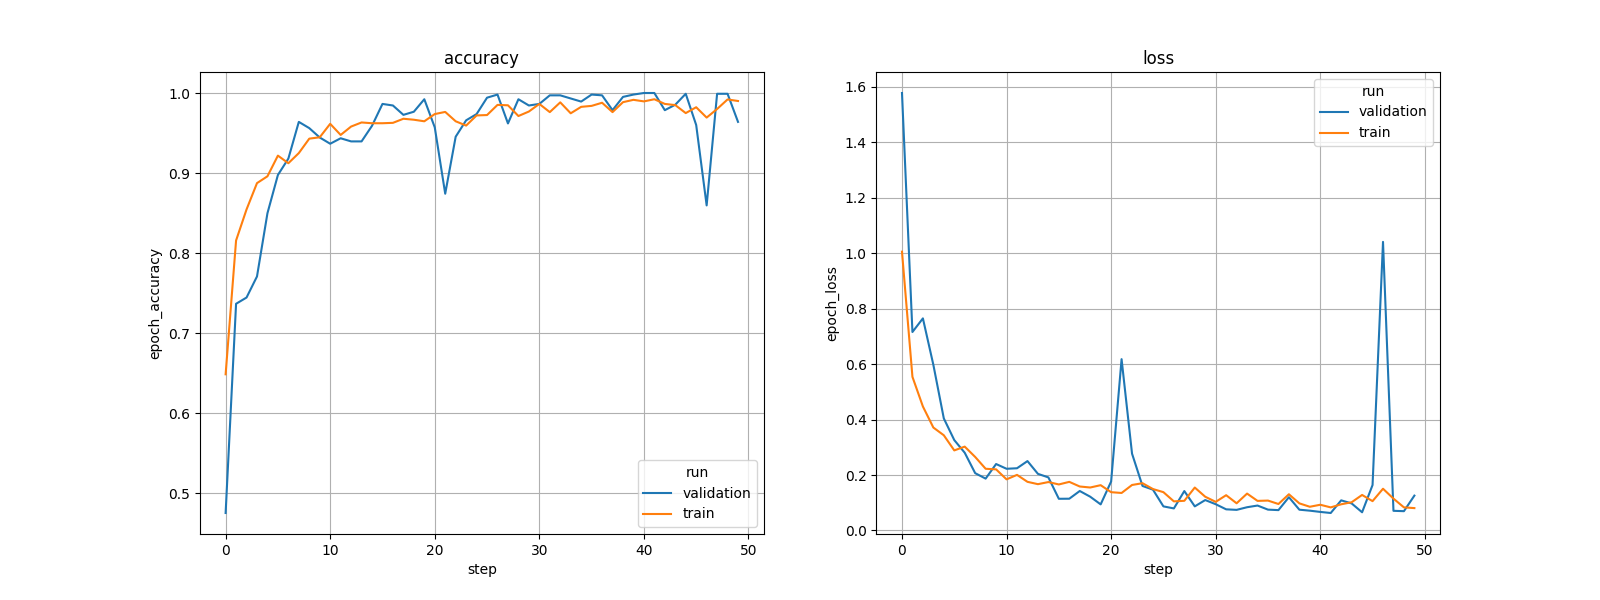 accuracy
1.0
0.9
0.8
0.7
0.6
0.5
epoch_accuracy
run
validation
train
0 10 20 30 40 50
step
loss
1.6
1.4
1.2
1.0
0.8
0.6
0.4
0.2
0.0
epoch_loss
run
validation
train
0 10 20 30 40 50
step